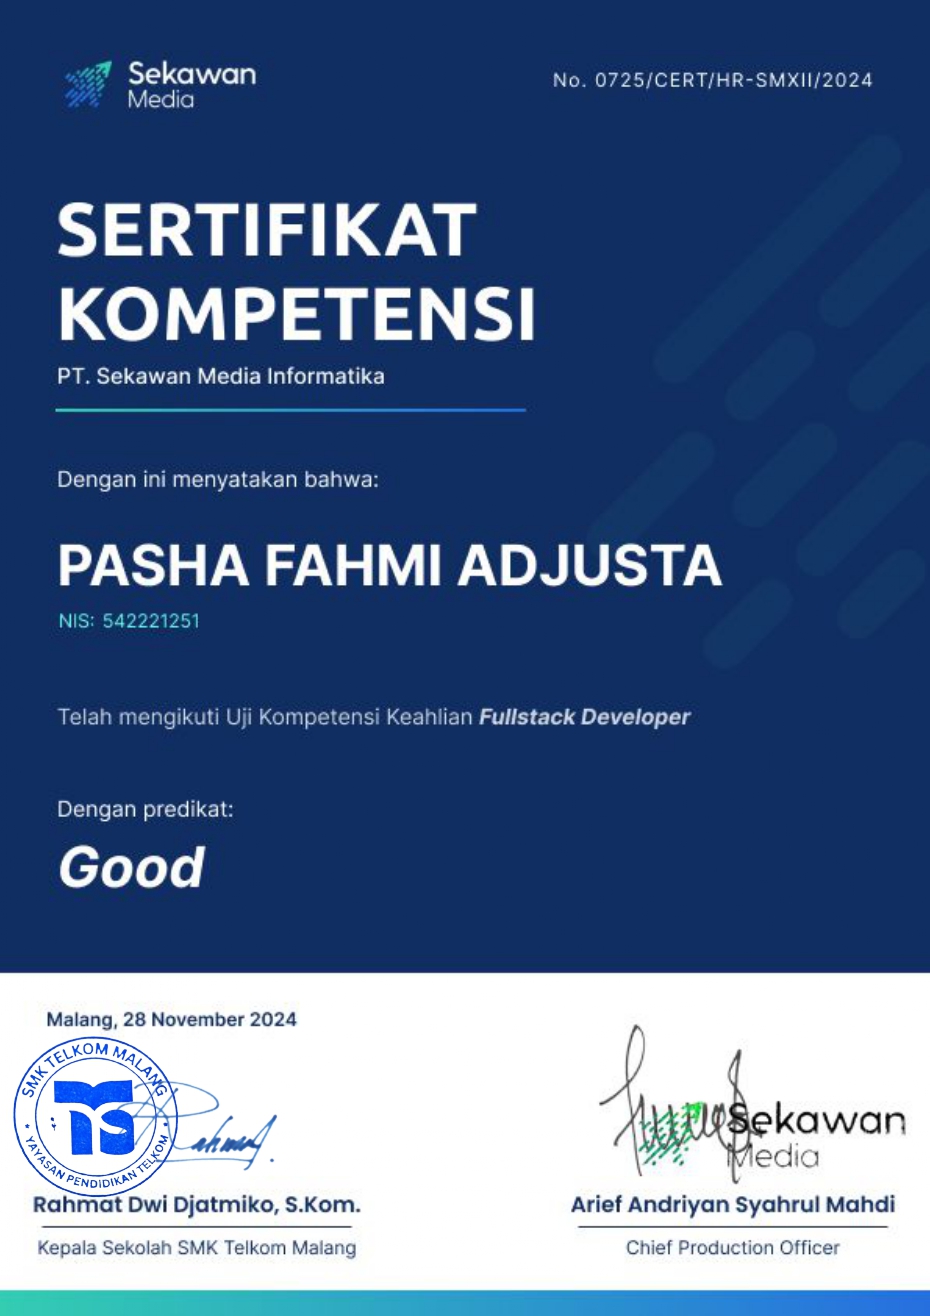 Sekawan
Media
No. 0725/CERT/HR-SMXII/2024
SERTIFIKAT
KOMPETENSI
PT. Sekawan Media Informatika
Dengan ini menyatakan bahwa:
PASHA FAHMI ADJUSTA
NIS: 542221251
Telah mengikuti Uji Kompetensi Keahlian Fullstack Developer
Dengan predikat:
Good
Malang, 28 November 2024
SMK TELKOM MALANG
TS
* YAYASAN PENDIDIKAN TELKOM *
Sekawan
Media
Rahmat Dwi Djatmiko, S.Kom.
Kepala Sekolah SMK Telkom Malang
Arief Andriyan Syahrul Mahdi
Chief Production Officer